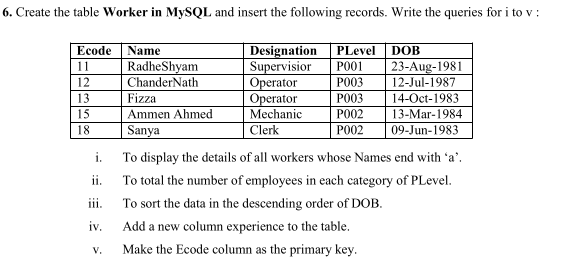 6. Create the table Worker in MySQL and insert the following records. Write the queries for i to v :
Ecode Name Designation PLevel DOB
11 RadheShyam Supervisior P001 23-Aug-1981
12 ChanderNath Operator P003 12-Jul-1987
13 Fizza Operator P003 14-Oct-1983
15 Ammen Ahmed Mechanic P002 13-Mar-1984
18 Sanya Clerk P002 09-Jun-1983
i. To display the details of all workers whose Names end with ‘a’.
ii. To total the number of employees in each category of PLevel.
iii. To sort the data in the descending order of DOB.
iv. Add a new column experience to the table.
v. Make the Ecode column as the primary key.